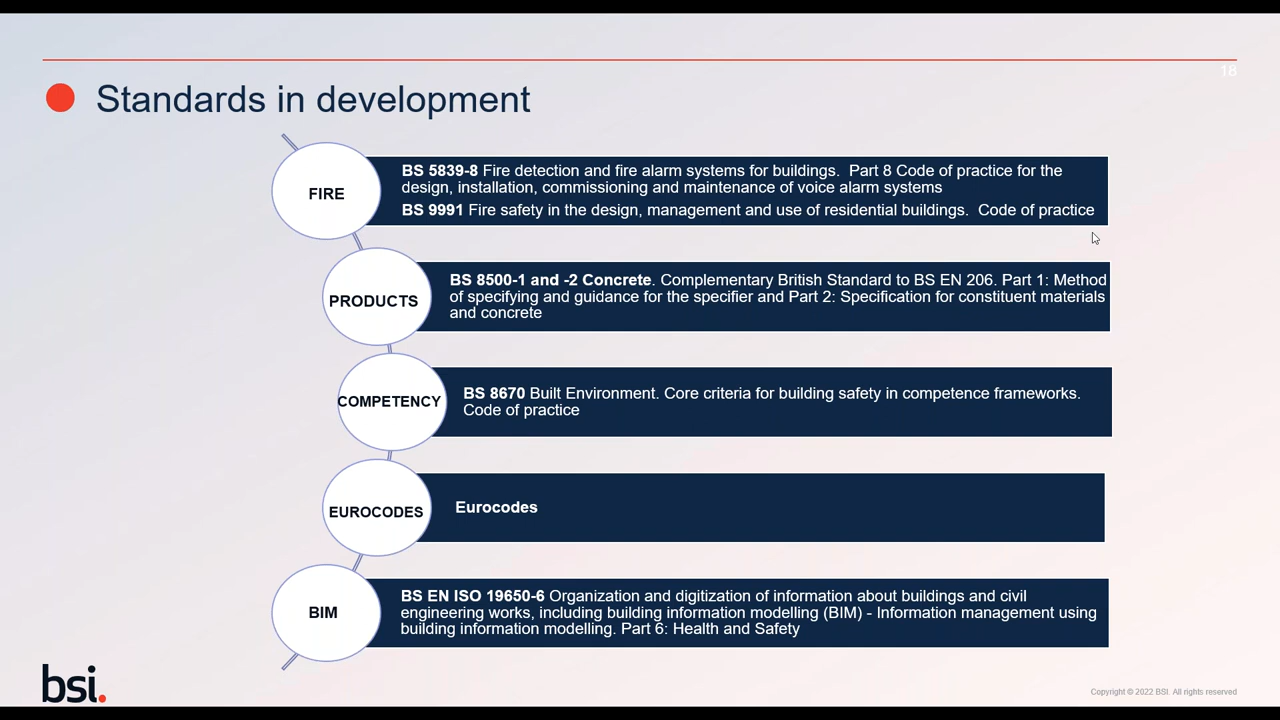 18
Standards in development
FIRE
BS 5839-8 Fire detection and fire alarm systems for buildings.  Part 8 Code of practice for the
design, installation, commissioning and maintenance of voice alarm systems
BS 9991 Fire safety in the design, management and use of residential buildings.  Code of practice
PRODUCTS
BS 8500-1 and -2 Concrete. Complementary British Standard to BS EN 206. Part 1: Method
of specifying and guidance for the specifier and Part 2: Specification for constituent materials
and concrete
COMPETENCY
BS 8670 Built Environment. Core criteria for building safety in competence frameworks.
Code of practice
EUROCODES
Eurocodes
BIM
BS EN ISO 19650-6 Organization and digitization of information about buildings and civil
engineering works, including building information modelling (BIM) - Information management using
building information modelling. Part 6: Health and Safety
bsi.
Copyright © 2022 BSI. All rights reserved